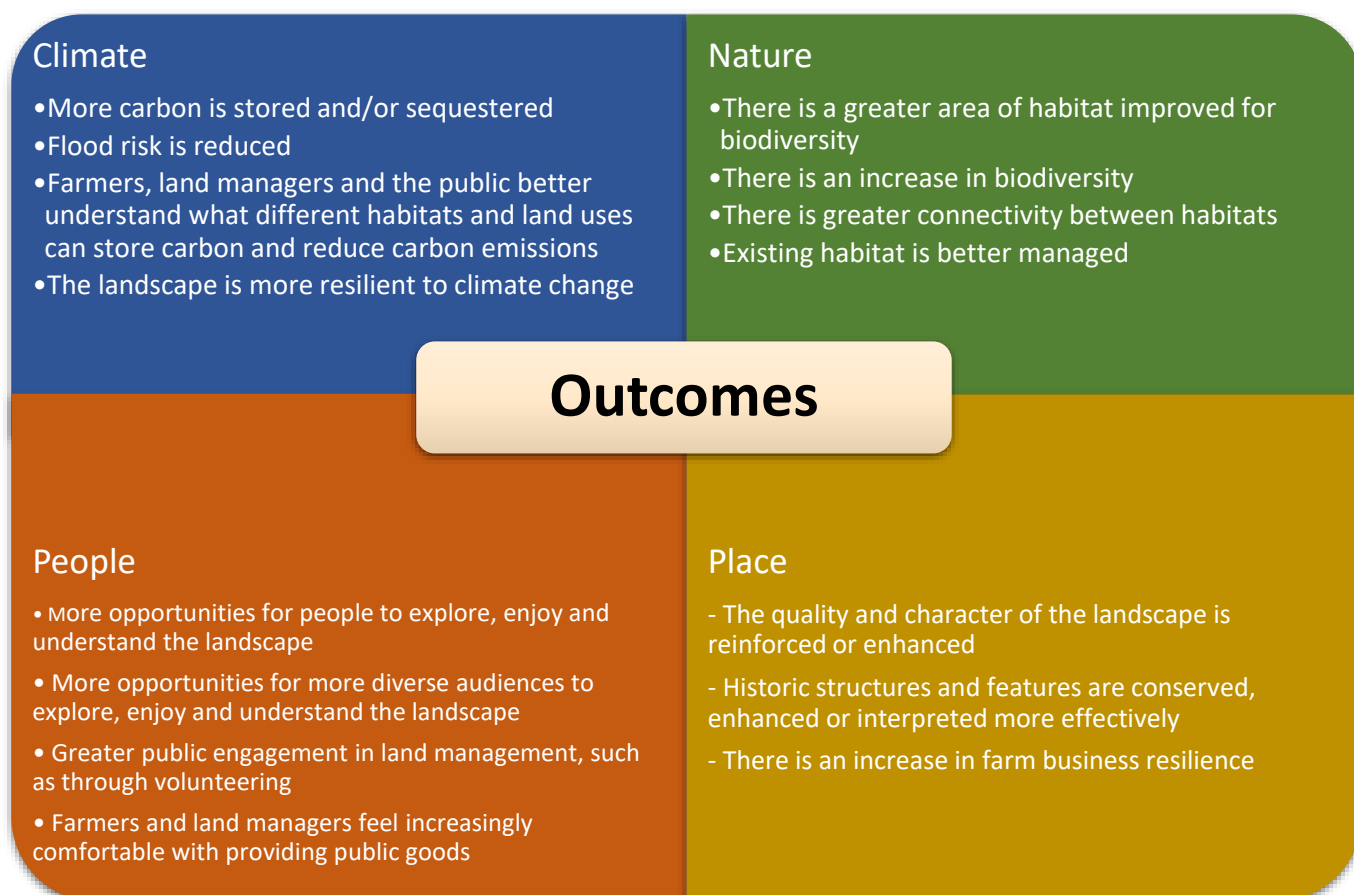 Climate
•More carbon is stored and/or sequestered
•Flood risk is reduced
•Farmers, land managers and the public better
understand what different habitats and land uses
can store carbon and reduce carbon emissions
•The landscape is more resilient to climate change
Nature
•There is a greater area of habitat improved for
biodiversity
•There is an increase in biodiversity
•There is greater connectivity between habitats
•Existing habitat is better managed
Outcomes
People
• More opportunities for people to explore, enjoy and
understand the landscape
• More opportunities for more diverse audiences to
explore, enjoy and understand the landscape
• Greater public engagement in land management, such
as through volunteering
• Farmers and land managers feel increasingly
comfortable with providing public goods
Place
- The quality and character of the landscape is
reinforced or enhanced
- Historic structures and features are conserved,
enhanced or interpreted more effectively
- There is an increase in farm business resilience